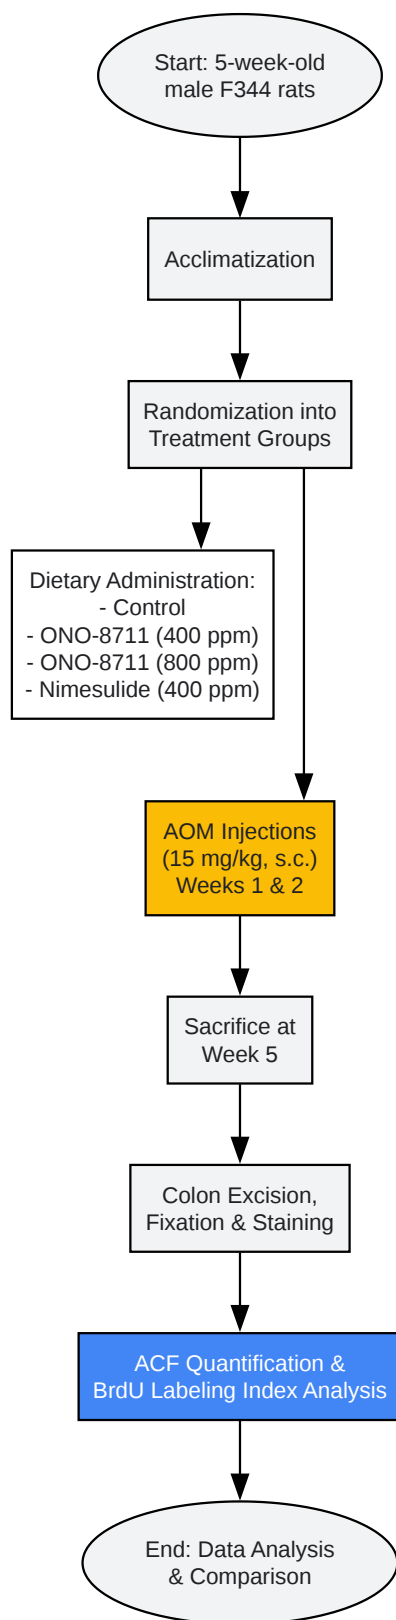 Start: 5-week-old
male F344 rats
Acclimatization
Randomization into
Treatment Groups
Dietary Administration:
- Control
- ONO-8711 (400 ppm)
- ONO-8711 (800 ppm)
- Nimesulide (400 ppm)
AOM Injections
(15 mg/kg, s.c.)
Weeks 1 & 2
Sacrifice at
Week 5
Colon Excision,
Fixation & Staining
ACF Quantification &
BrdU Labeling Index Analysis
End: Data Analysis
& Comparison